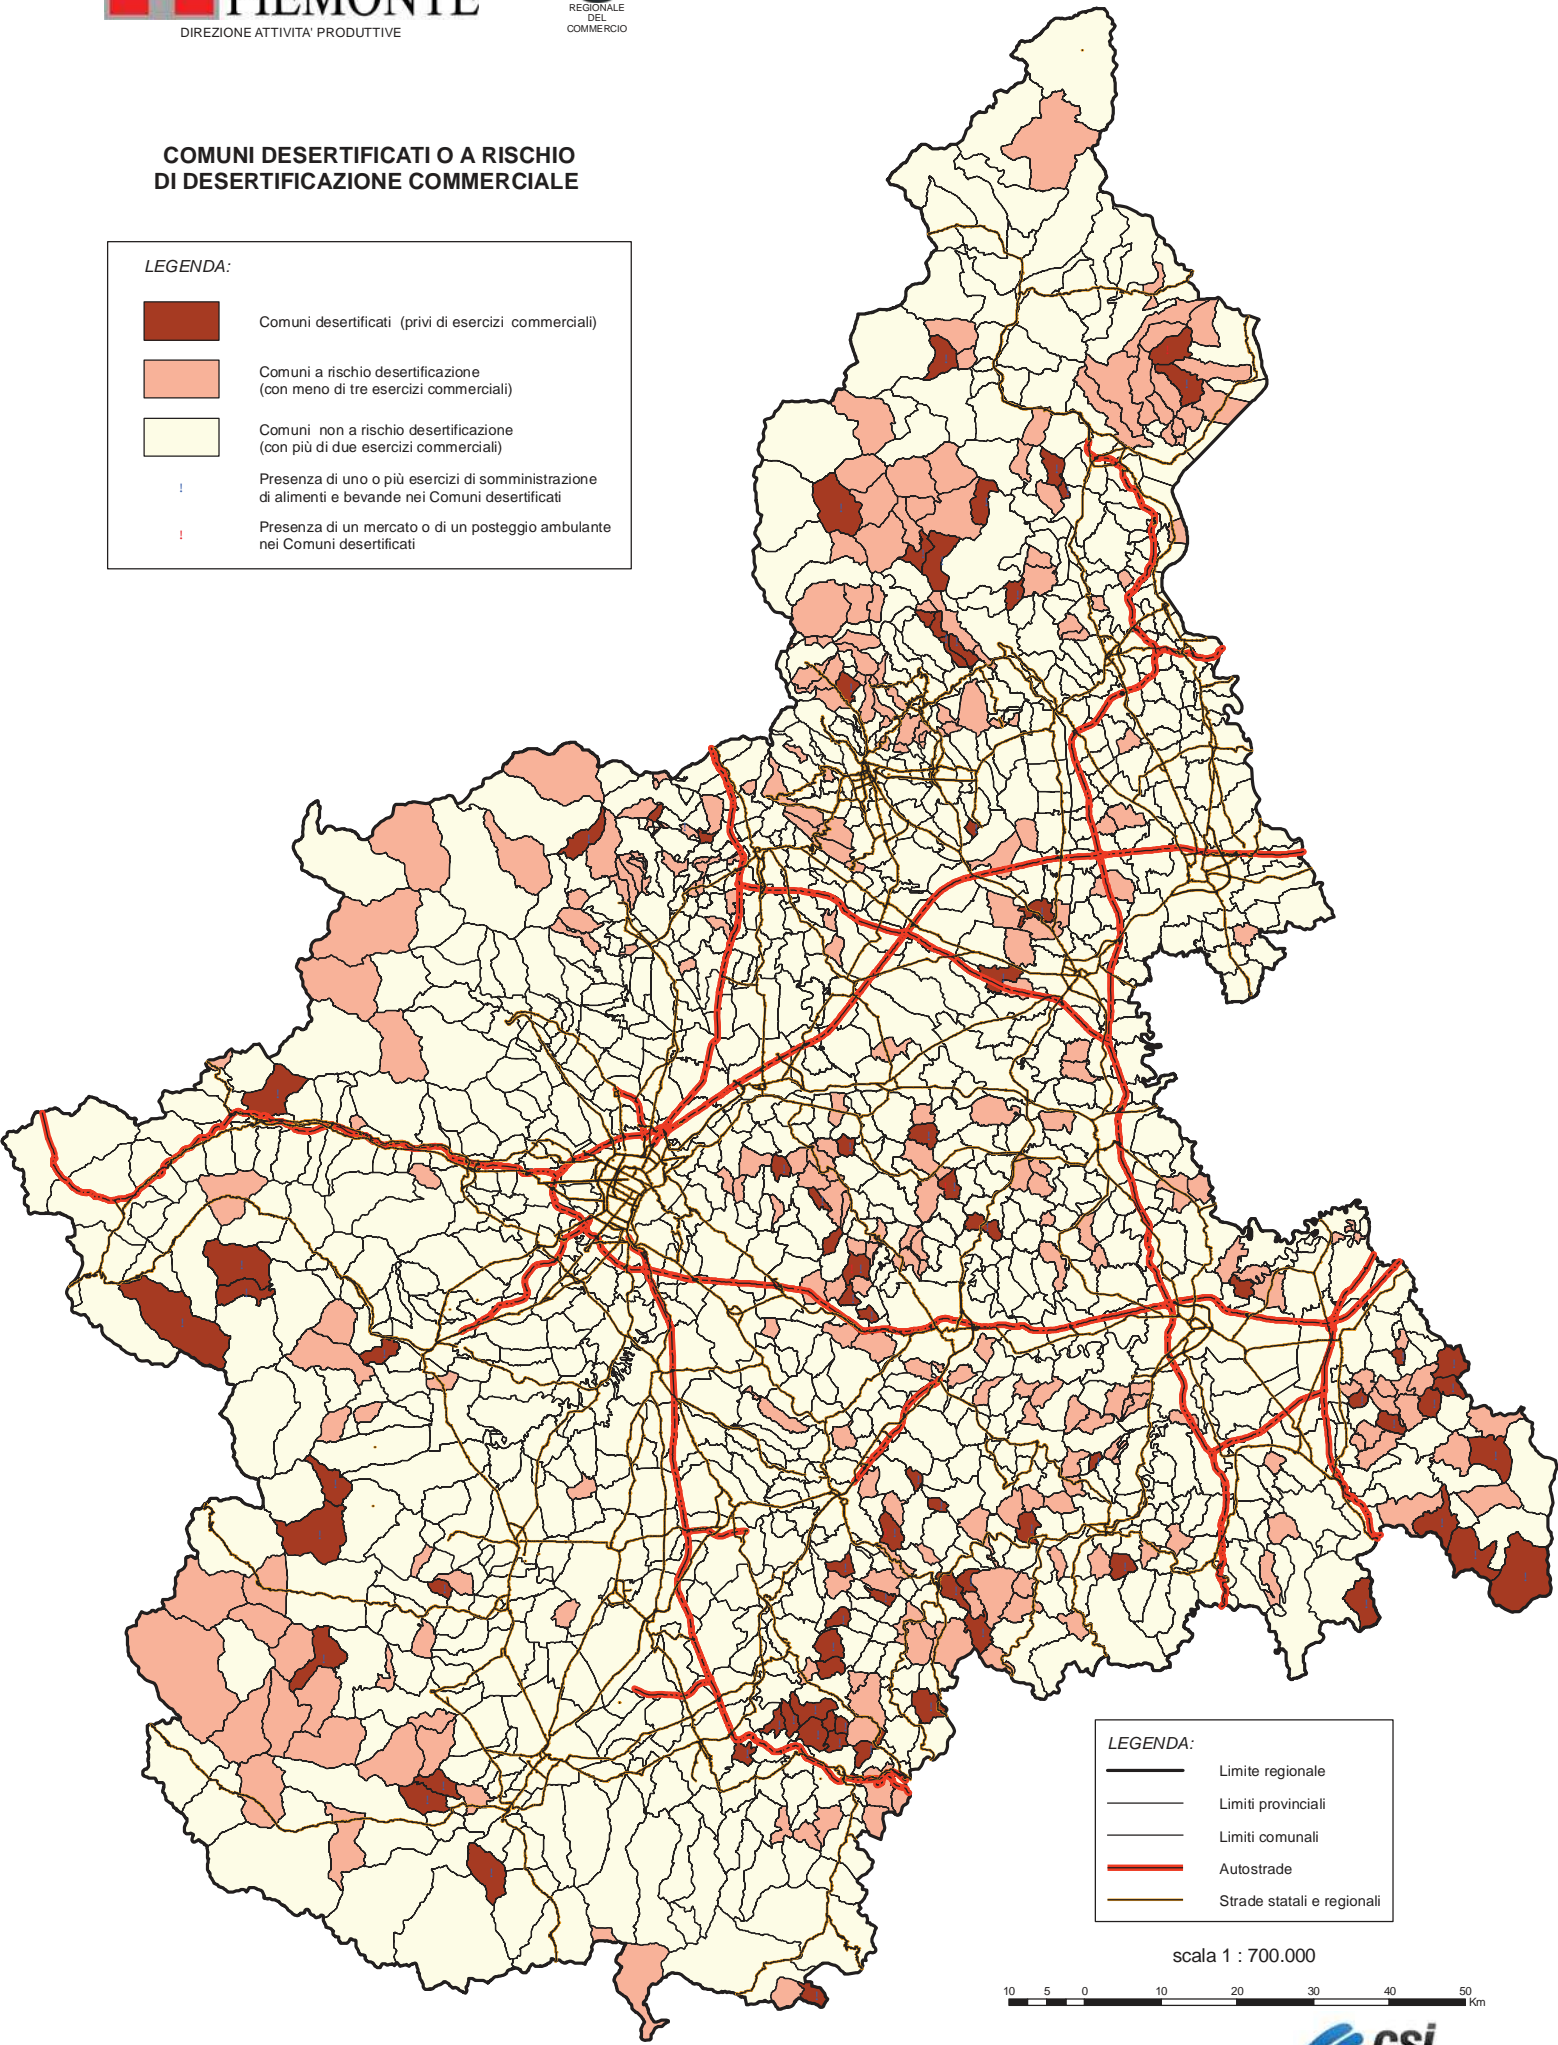 PIEMONTE
DIREZIONE ATTIVITA' PRODUTTIVE
REGIONALE
DEL
COMMERCIO
COMUNI DESERTIFICATI O A RISCHIO
DI DESERTIFICAZIONE COMMERCIALE
LEGENDA:
Comuni desertificati (privi di esercizi commerciali)
Comuni a rischio desertificazione
(con meno di tre esercizi commerciali)
Comuni non a rischio desertificazione
(con più di due esercizi commerciali)
! Presenza di uno o più esercizi di somministrazione
di alimenti e bevande nei Comuni desertificati
! Presenza di un mercato o di un posteggio ambulante
nei Comuni desertificati
LEGENDA:
Limite regionale
Limiti provinciali
Limiti comunali
Autostrade
Strade statali e regionali
scala 1 : 700.000
10 5 0 10 20 30 40 50
Km
csi